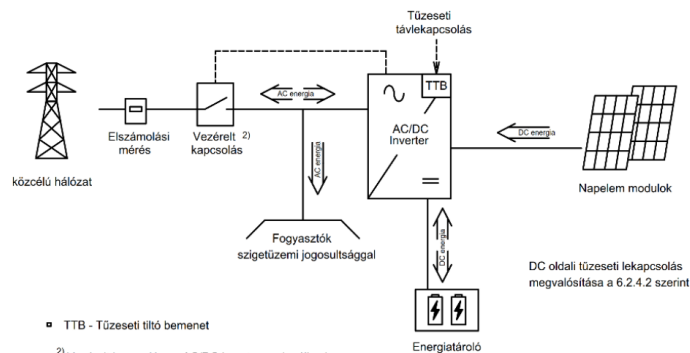 Tűzeseti
távlekapcsolás
TTB
AC energia
AC/DC
Inverter
DC energia
Elszámolási
mérés
Vezérelt 2)
kapcsolás
közcélú hálózat
AC energia
Napelem modulok
Fogyasztók
szigetüzemi jogosultsággal
DC energia
DC oldali tűzeseti lekapcsolás
megvalósítása a 6.2.4.2 szerint
TTB - Tűzeseti tiltó bemenet
Energiatároló
2)